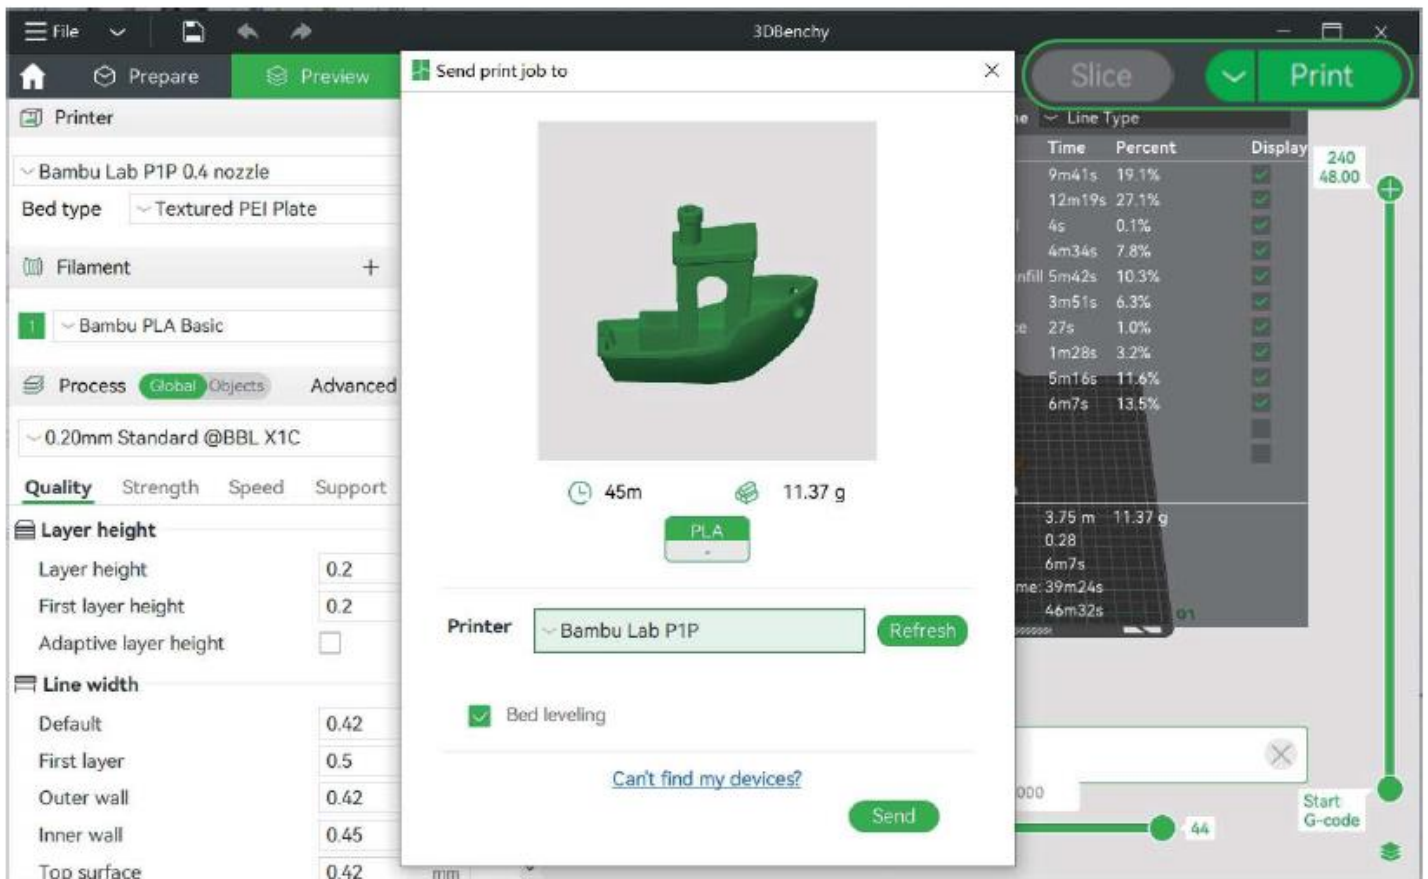 File
3DBenchy
Prepare
Preview
Send print job to
Slice
Print
Printer
Bambu Lab P1P 0.4 nozzle
Bed type
Textured PEI Plate
Filament
1
Bambu PLA Basic
Process
Global
Objects
Advanced
0.20mm Standard @BBL X1C
Quality
Strength
Speed
Support
Layer height
Layer height
0.2
First layer height
0.2
Adaptive layer height
Line width
Default
0.42
First layer
0.5
Outer wall
0.42
Inner wall
0.45
Top surface
0.42
mm
45m
11.37 g
PLA
-
Printer
Bambu Lab P1P
Refresh
Bed leveling
Can't find my devices?
Send
Line Type
Time Percent Display
9m41s 19.1%
12m19s 27.1%
4s 0.1%
4m34s 7.8%
nfill 5m42s 10.3%
3m51s 6.3%
27s 1.0%
1m28s 3.2%
5m16s 11.6%
6m7s 13.5%
3.75 m 11.37 g
0.28
6m7s
me: 39m24s
46m32s
01
240
48.00
000
44
Start
G-code